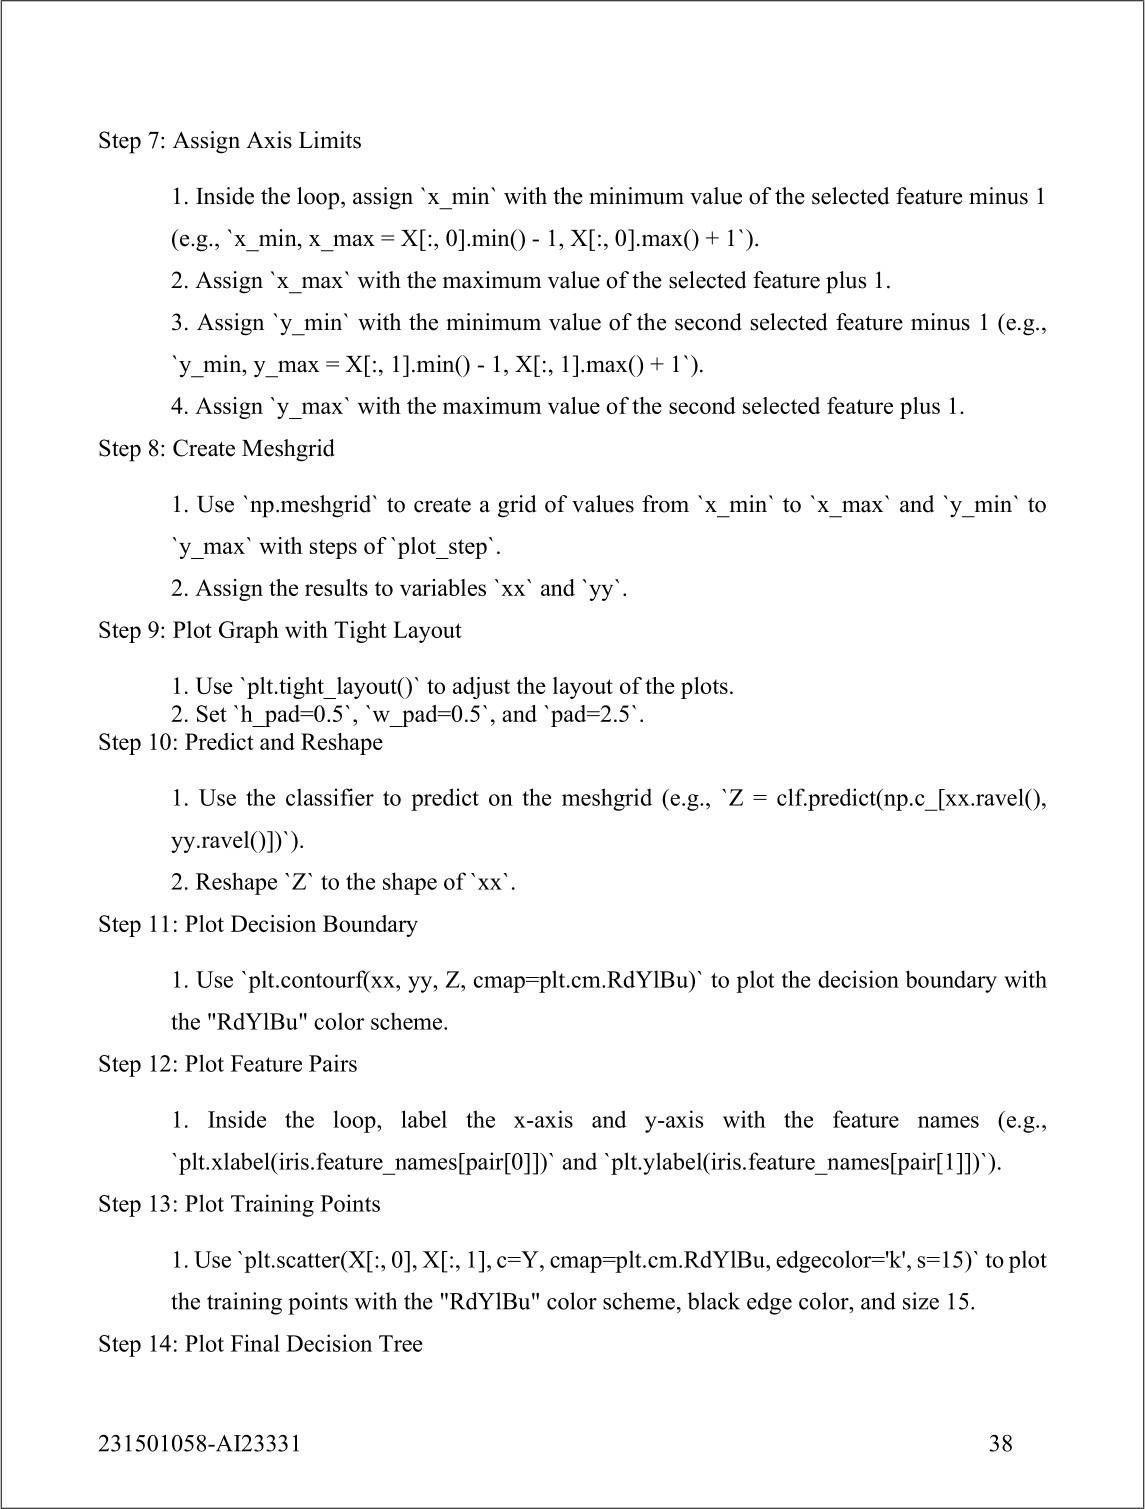 Step 7: Assign Axis Limits
1. Inside the loop, assign `x_min` with the minimum value of the selected feature minus 1
(e.g., `x_min, x_max = X[:, 0].min() - 1, X[:, 0].max() + 1`).
2. Assign `x_max` with the maximum value of the selected feature plus 1.
3. Assign `y_min` with the minimum value of the second selected feature minus 1 (e.g.,
`y_min, y_max = X[:, 1].min() - 1, X[:, 1].max() + 1`).
4. Assign `y_max` with the maximum value of the second selected feature plus 1.
Step 8: Create Meshgrid
1. Use `np.meshgrid` to create a grid of values from `x_min` to `x_max` and `y_min` to
`y_max` with steps of `plot_step`.
2. Assign the results to variables `xx` and `yy`.
Step 9: Plot Graph with Tight Layout
1. Use `plt.tight_layout()` to adjust the layout of the plots.
2. Set `h_pad=0.5`, `w_pad=0.5`, and `pad=2.5`.
Step 10: Predict and Reshape
1. Use the classifier to predict on the meshgrid (e.g., `Z = clf.predict(np.c_[xx.ravel(),
yy.ravel()])`).
2. Reshape `Z` to the shape of `xx`.
Step 11: Plot Decision Boundary
1. Use `plt.contourf(xx, yy, Z, cmap=plt.cm.RdYlBu)` to plot the decision boundary with
the "RdYlBu" color scheme.
Step 12: Plot Feature Pairs
1. Inside the loop, label the x-axis and y-axis with the feature names (e.g.,
`plt.xlabel(iris.feature_names[pair[0]])` and `plt.ylabel(iris.feature_names[pair[1]])`).
Step 13: Plot Training Points
1. Use `plt.scatter(X[:, 0], X[:, 1], c=Y, cmap=plt.cm.RdYlBu, edgecolor='k', s=15)` to plot
the training points with the "RdYlBu" color scheme, black edge color, and size 15.
Step 14: Plot Final Decision Tree
231501058-AI23331 38